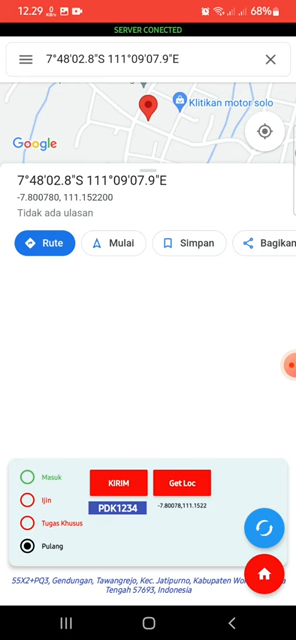 12.29 0 KB/s 68%
SERVER CONECTED
7°48'02.8"S 111°09'07.9"E
Klitikan motor solo
Google
7°48'02.8"S 111°09'07.9"E
-7.800780, 111.152200
Tidak ada ulasan
Rute Mulai Simpan Bagikan
Masuk
KIRIM Get Loc
Ijin
PDK1234 -7.80078,111.1522
Tugas Khusus
Pulang
55X2+PQ3, Gendungan, Tawangrejo, Kec. Jatipurno, Kabupaten Wo
Tengah 57693, Indonesia